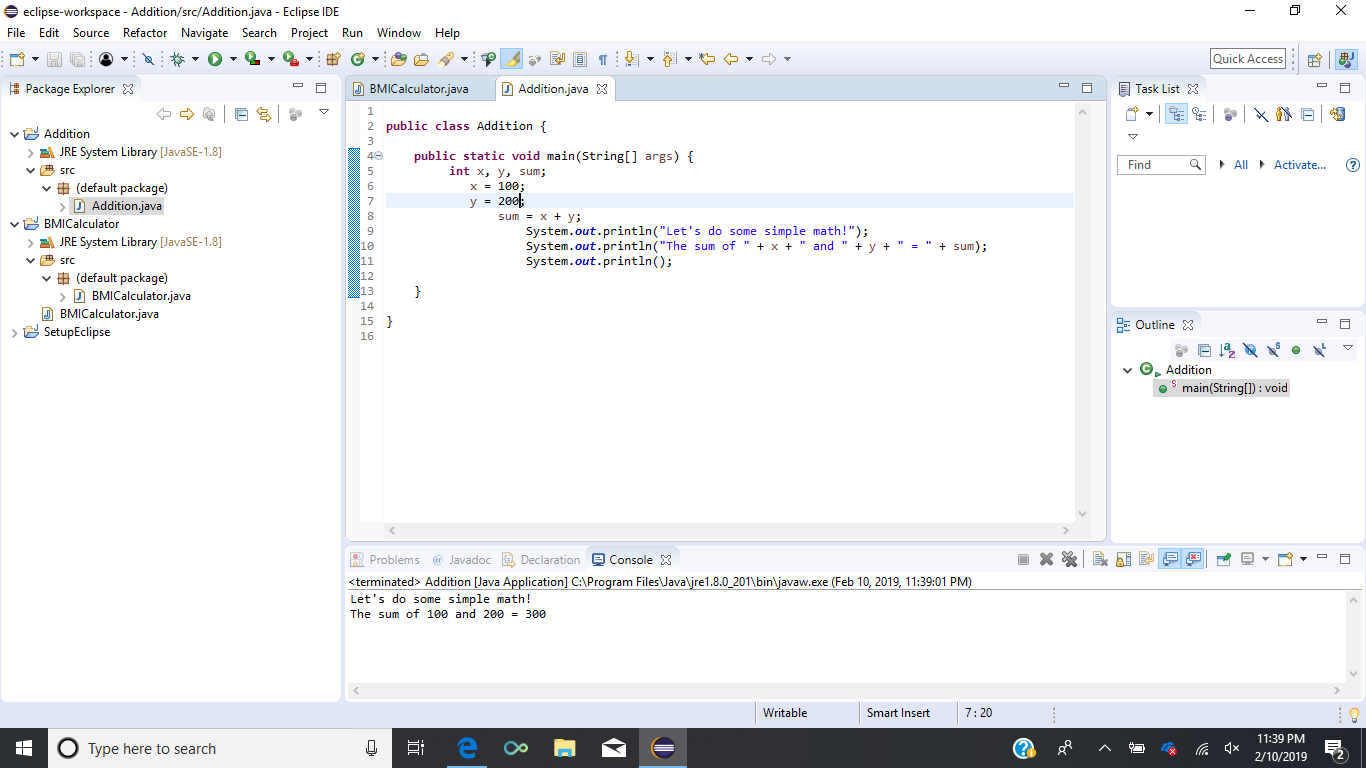 eclipse-workspace - Addition/src/Addition.java - Eclipse IDE
File Edit Source Refactor Navigate Search Project Run Window Help
Quick Access
Package Explorer
Addition
JRE System Library [JavaSE-1.8]
src
(default package)
Addition.java
BMICalculator
JRE System Library [JavaSE-1.8]
src
(default package)
BMICalculator.java
BMICalculator.java
SetupEclipse
BMICalculator.java Addition.java
1
2 public class Addition {
3
4 public static void main(String[] args) {
5 int x, y, sum;
6 x = 100;
7 y = 200;
8 sum = x + y;
9 System.out.println("Let's do some simple math!");
10 System.out.println("The sum of " + x + " and " + y + " = " + sum);
11 System.out.println();
12
13 }
14
15 }
16
Task List
Find All Activate...
Outline
Addition
main(String[]) : void
Problems Javadoc Declaration Console
<terminated> Addition [Java Application] C:\Program Files\Java\jre1.8.0_201\bin\javaw.exe (Feb 10, 2019, 11:39:01 PM)
Let's do some simple math!
The sum of 100 and 200 = 300
Writable Smart Insert 7 : 20
Type here to search
11:39 PM
2/10/2019
2